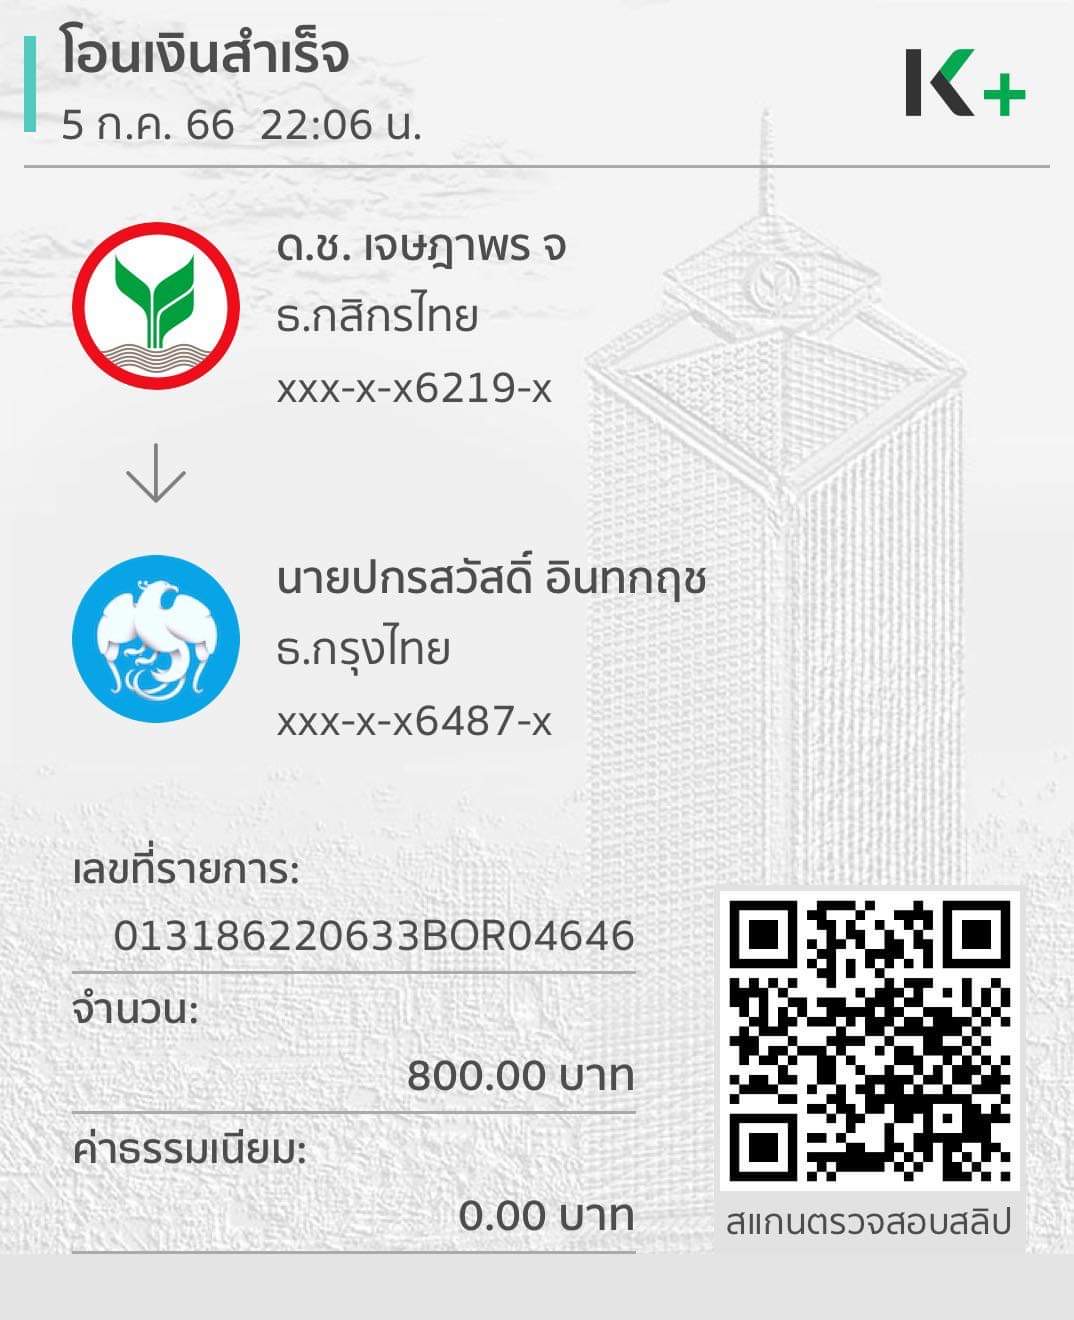 โอนเงินสำเร็จ
5 ก.ค. 66 22:06 น.
K+
ด.ช. เจษฎาพร จ
ธ.กสิกรไทย
xxx-x-x6219-x
นายปกรสวัสดิ์ อินทกฤช
ธ.กรุงไทย
xxx-x-x6487-x
เลขที่รายการ:
013186220633BOR04646
จำนวน:
800.00 บาท
ค่าธรรมเนียม:
0.00 บาท
สแกนตรวจสอบสลิป